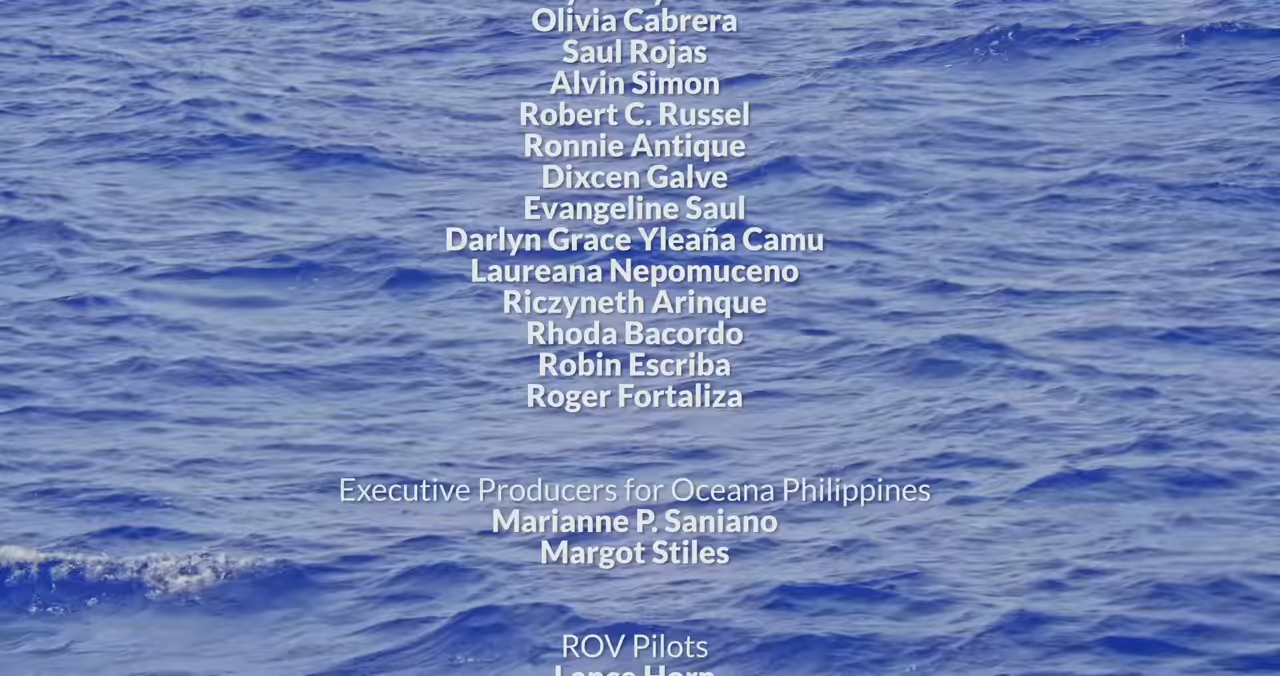 Olivia Cabrera
Saul Rojas
Alvin Simon
Robert C. Russel
Ronnie Antique
Dixcen Galve
Evangeline Saul
Darlyn Grace Yleaña Camu
Laureana Nepomuceno
Riczyneth Arinque
Rhoda Bacordo
Robin Escriba
Roger Fortaliza
Executive Producers for Oceana Philippines
Marianne P. Saniano
Margot Stiles
ROV Pilots
Lance Horn